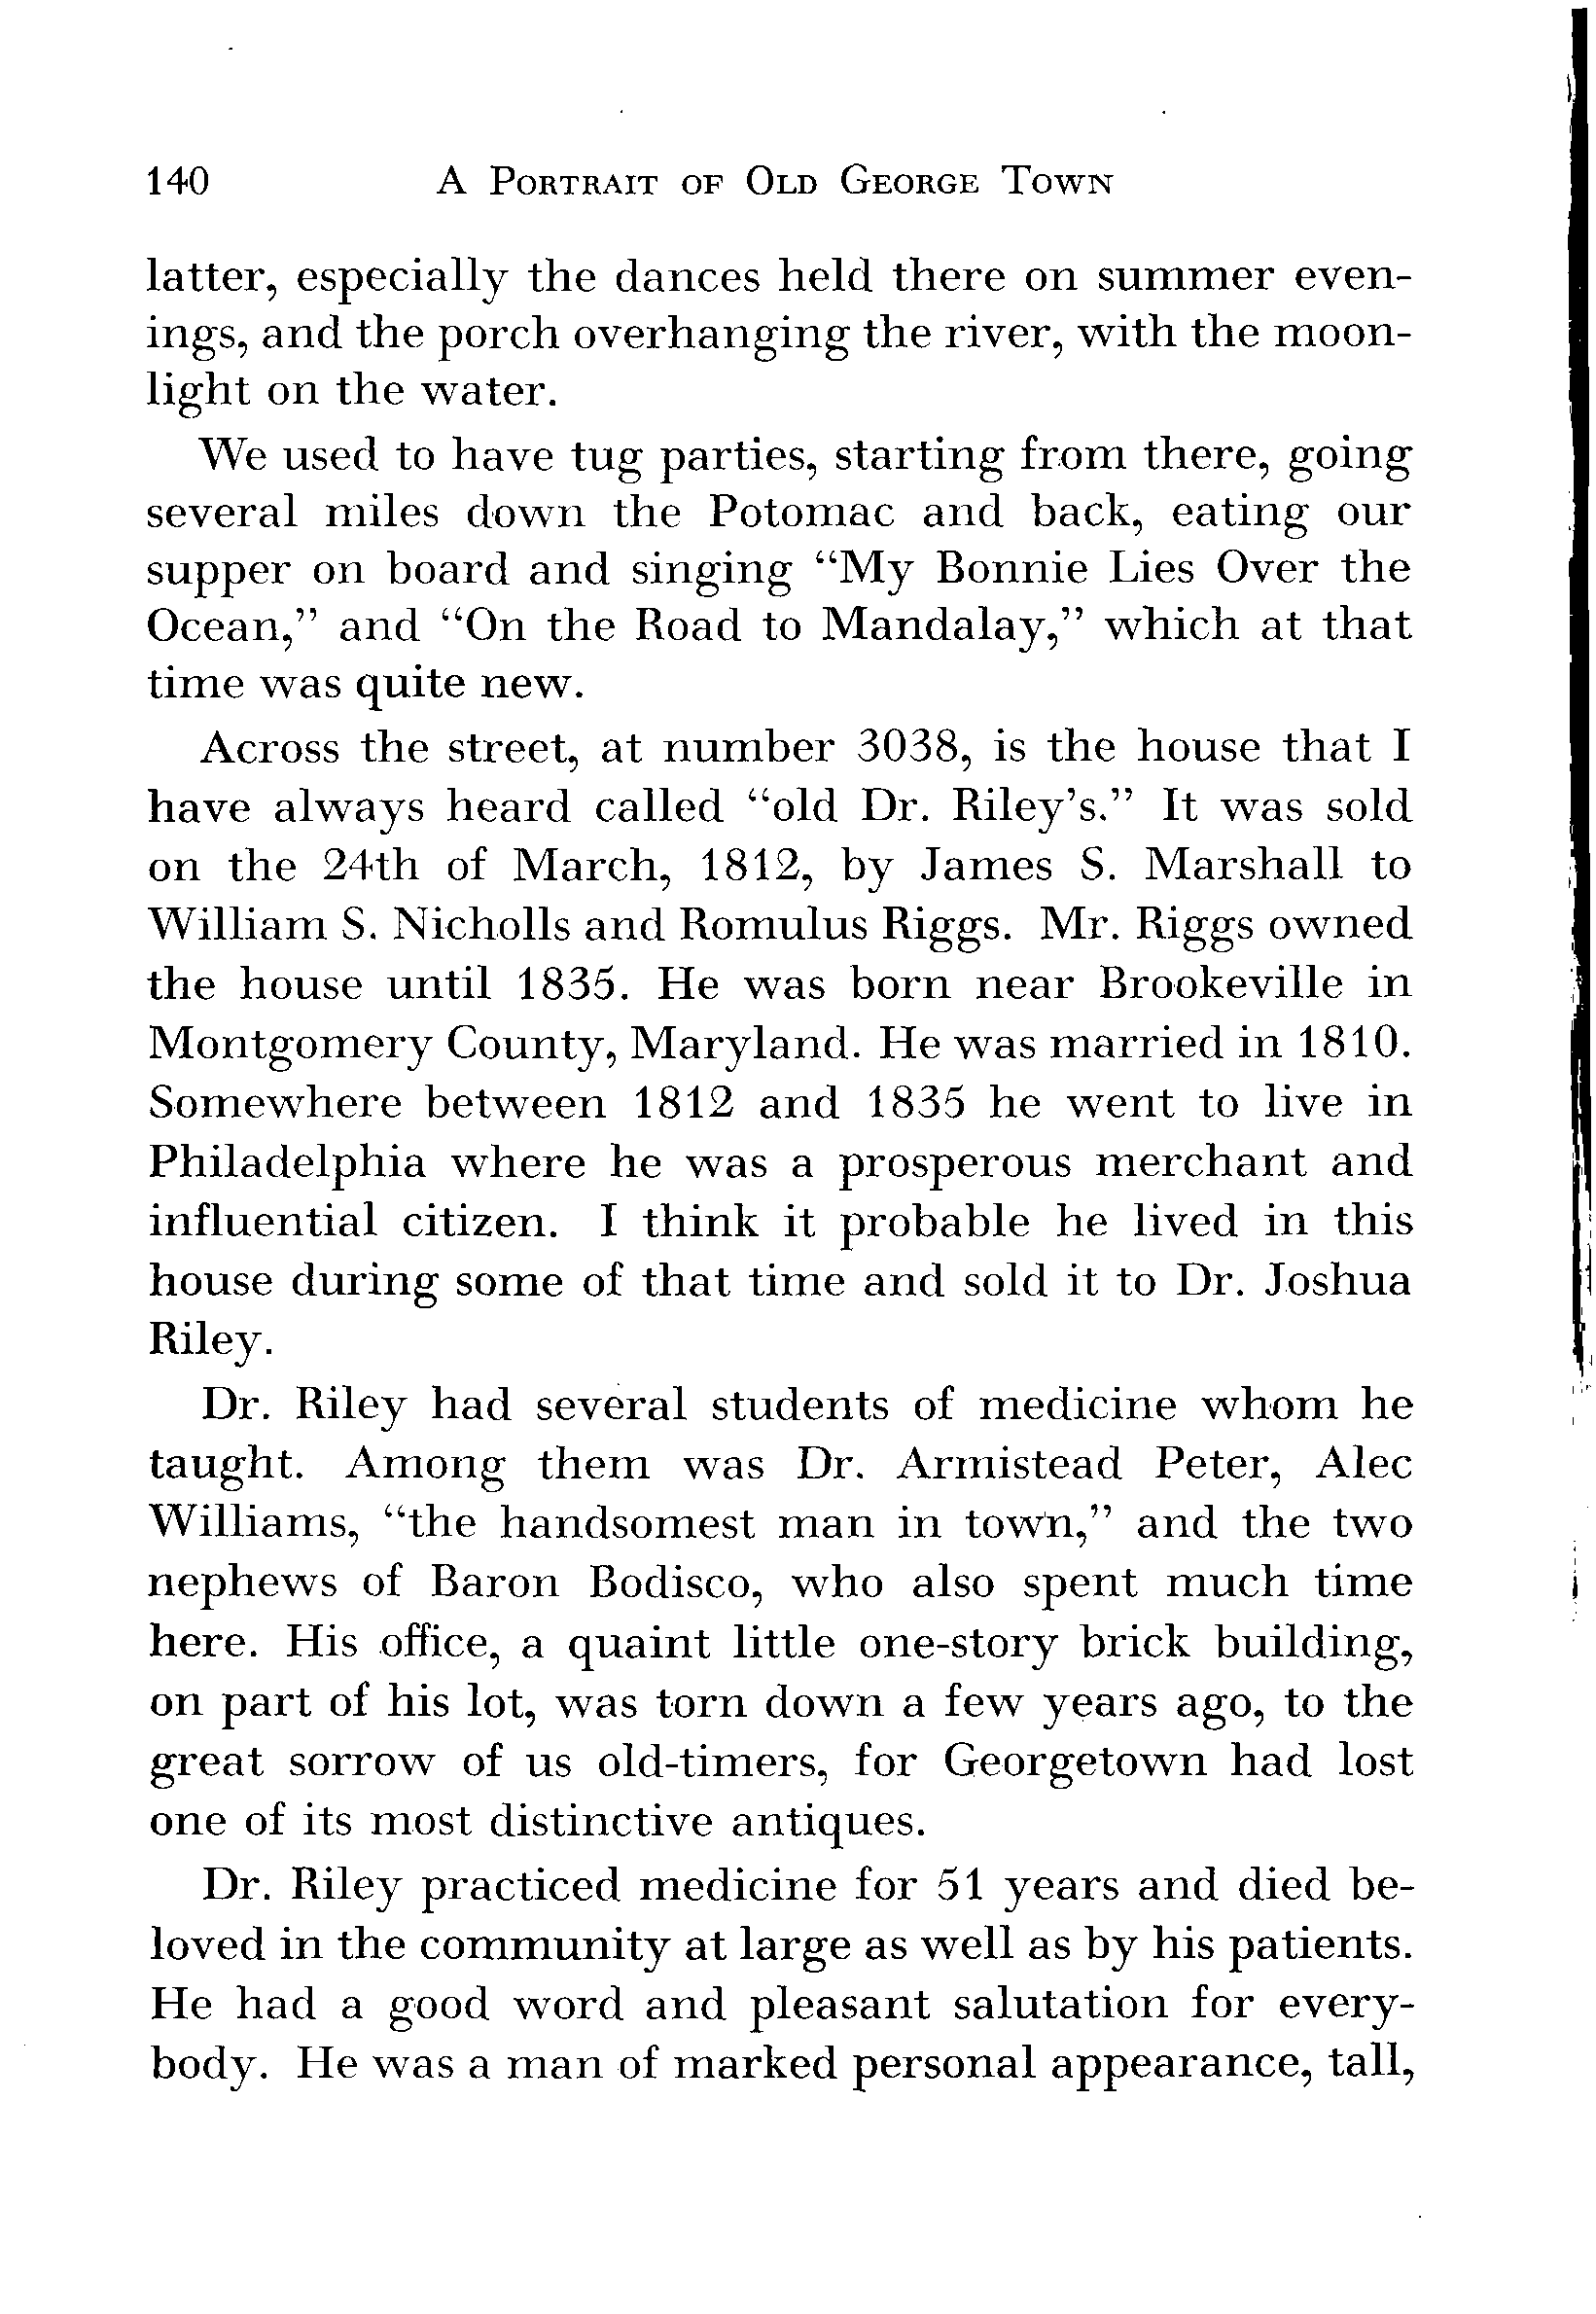 140 A Portrait of Old George Town
latter, especially the dances held there on summer even-
ings, and the porch overhanging the river, with the moon-
light on the water.
We used to have tug parties, starting from there, going
several miles down the Potomac and back, eating our
supper on board and singing “My Bonnie Lies Over the
Ocean,” and “On the Road to Mandalay,” which at that
time was quite new.
Across the street, at number 3038, is the house that I
have always heard called “old Dr. Riley’s.” It was sold
on the 24th of March, 1812, by James S. Marshall to
William S. Nicholls and Romulus Riggs. Mr. Riggs owned
the house until 1835. He was born near Brookeville in
Montgomery County, Maryland. He was married in 1810.
Somewhere between 1812 and 1835 he went to live in
Philadelphia where he was a prosperous merchant and
influential citizen. I think it probable he lived in this
house during some of that time and sold it to Dr. Joshua
Riley.
Dr. Riley had several students of medicine whom he
taught. Among them was Dr. Armistead Peter, Alec
Williams, “the handsomest man in town,” and the two
nephews of Baron Bodisco, who also spent much time
here. His office, a quaint little one-story brick building,
on part of his lot, was torn down a few years ago, to the
great sorrow of us old-timers, for Georgetown had lost
one of its most distinctive antiques.
Dr. Riley practiced medicine for 51 years and died be-
loved in the community at large as well as by his patients.
He had a good word and pleasant salutation for every-
body. He was a man of marked personal appearance, tall,